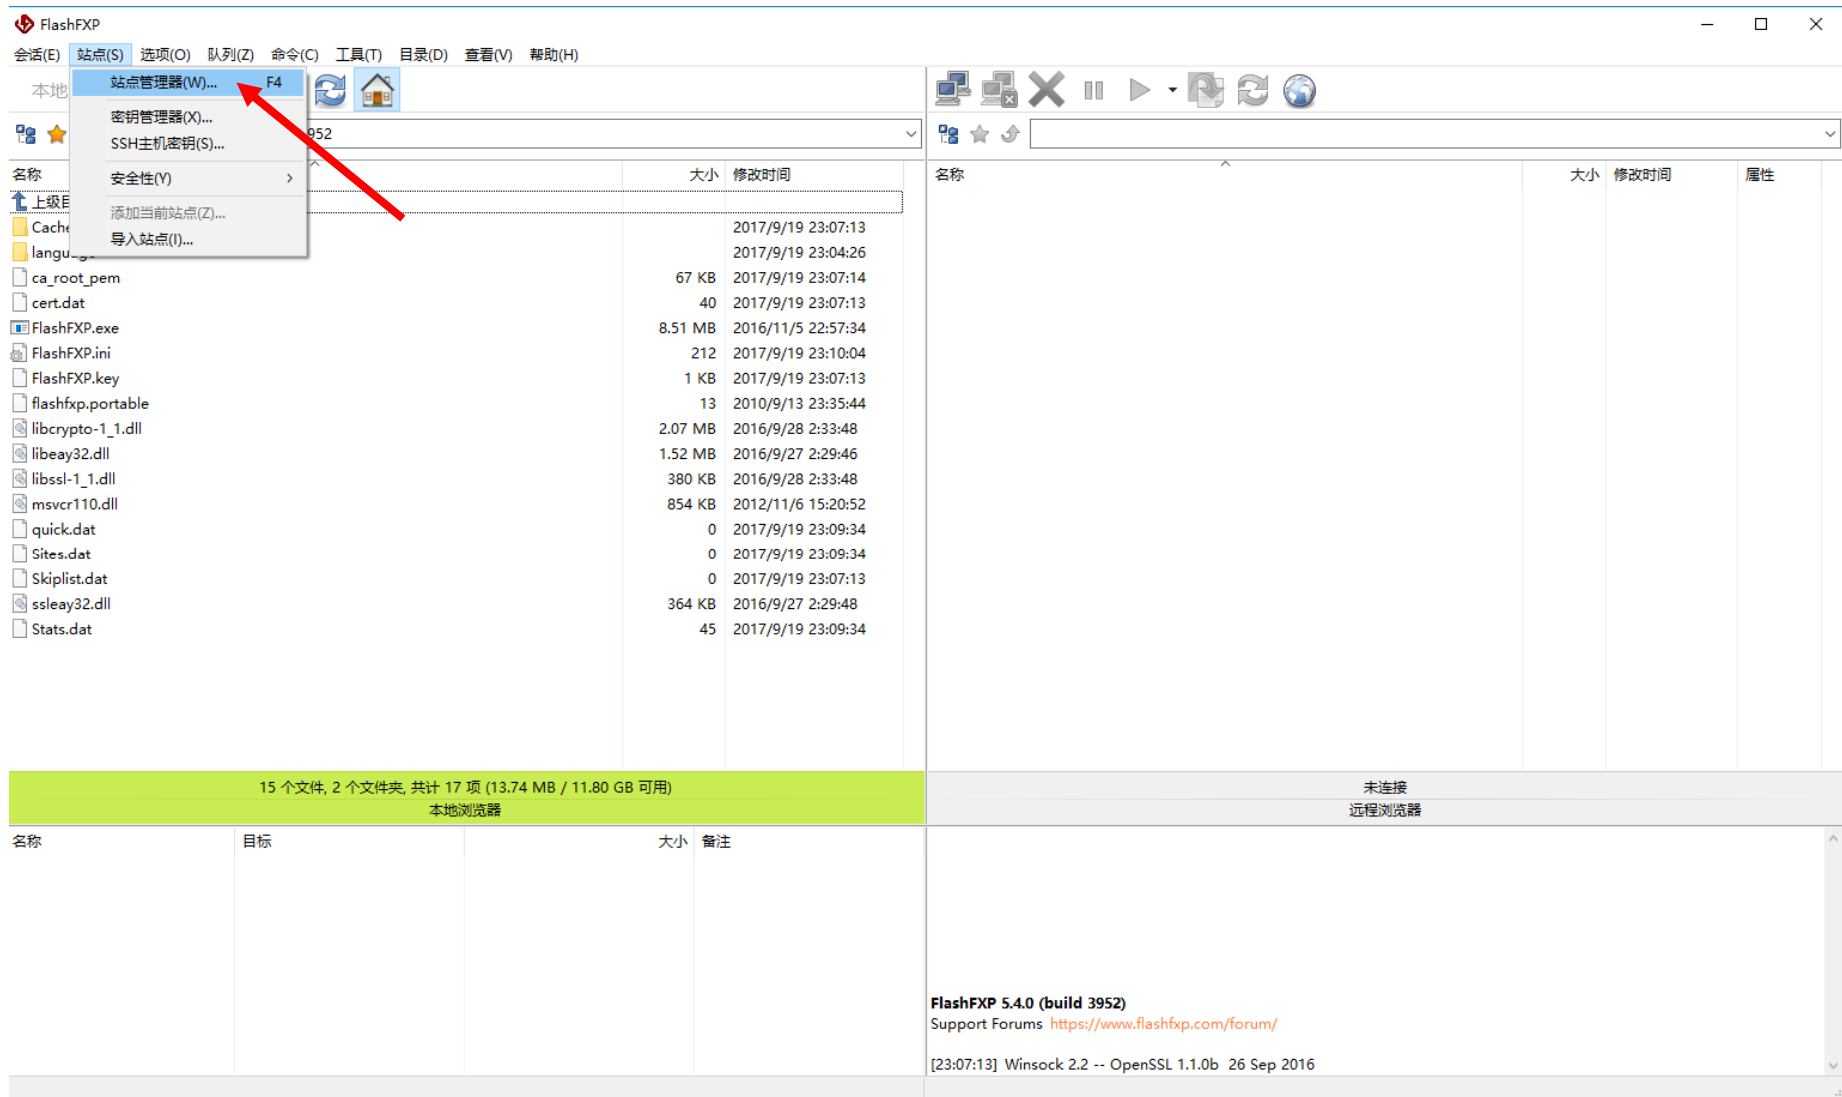 FlashFXP
会话(E) 站点(S) 选项(O) 队列(Z) 命令(C) 工具(T) 目录(D) 查看(V) 帮助(H)
本地
站点管理器(W)... F4
密钥管理器(X)...
SSH主机密钥(S)...
安全性(Y)
添加当前站点(Z)...
导入站点(I)...
3952
名称 大小 修改时间
上级目
Cache 2017/9/19 23:07:13
language 2017/9/19 23:04:26
ca_root_pem 67 KB 2017/9/19 23:07:14
cert.dat 40 2017/9/19 23:07:13
FlashFXP.exe 8.51 MB 2016/11/5 22:57:34
FlashFXP.ini 212 2017/9/19 23:10:04
FlashFXP.key 1 KB 2017/9/19 23:07:13
flashfxp.portable 13 2010/9/13 23:35:44
libcrypto-1_1.dll 2.07 MB 2016/9/28 2:33:48
libeay32.dll 1.52 MB 2016/9/27 2:29:46
libssl-1_1.dll 380 KB 2016/9/28 2:33:48
msvcr110.dll 854 KB 2012/11/6 15:20:52
quick.dat 0 2017/9/19 23:09:34
Sites.dat 0 2017/9/19 23:09:34
Skiplist.dat 0 2017/9/19 23:07:13
ssleay32.dll 364 KB 2016/9/27 2:29:48
Stats.dat 45 2017/9/19 23:09:34
15 个文件, 2 个文件夹, 共计 17 项 (13.74 MB / 11.80 GB 可用)
本地浏览器
名称 大小 修改时间 属性
未连接
远程浏览器
名称 目标 大小 备注
FlashFXP 5.4.0 (build 3952)
Support Forums https://www.flashfxp.com/forum/
[23:07:13] Winsock 2.2 -- OpenSSL 1.1.0b 26 Sep 2016